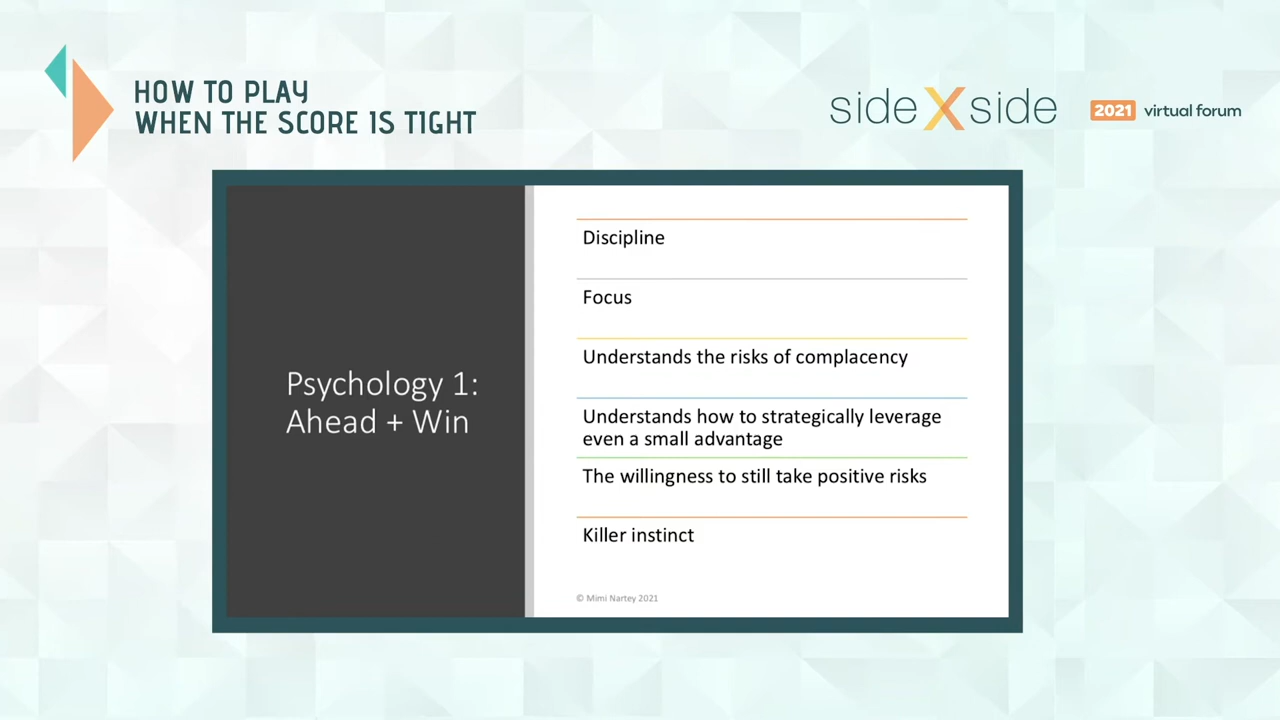 HOW TO PLAY
WHEN THE SCORE IS TIGHT
sideXside
2021 virtual forum
Psychology 1:
Ahead + Win
Discipline
Focus
Understands the risks of complacency
Understands how to strategically leverage
even a small advantage
The willingness to still take positive risks
Killer instinct
© Mimi Nartey 2021